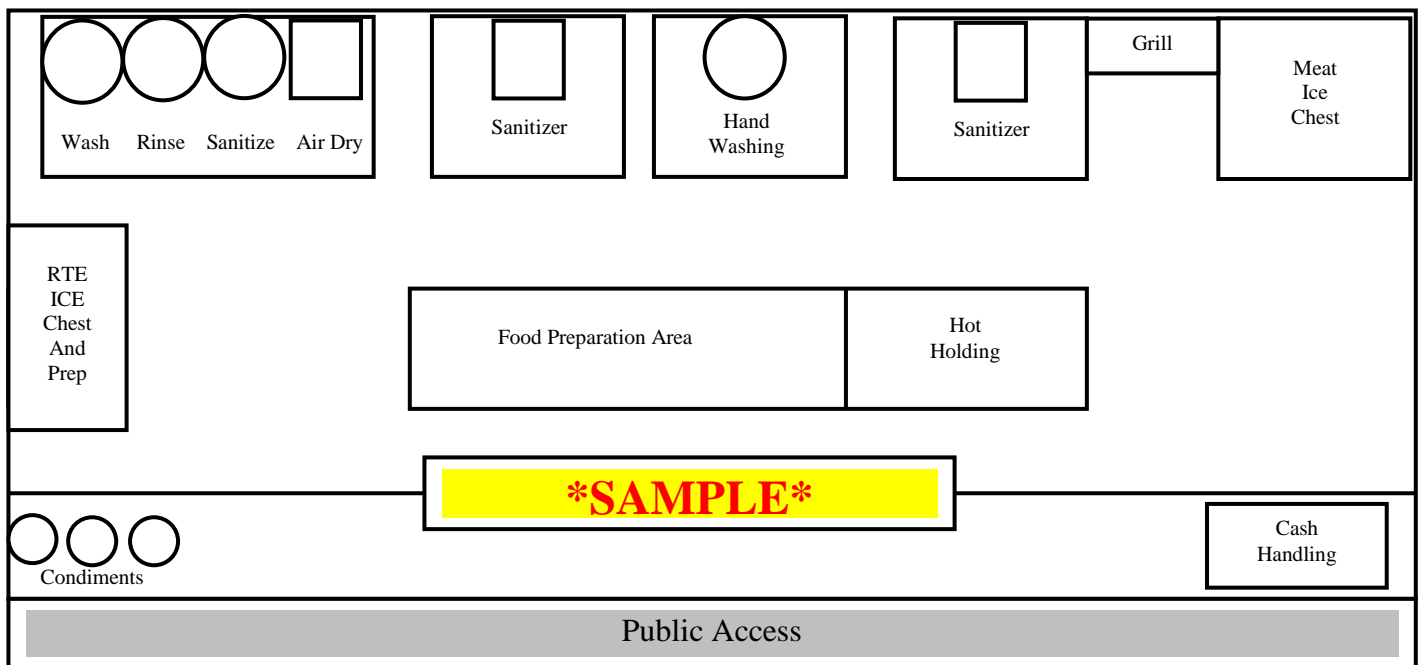 Wash Rinse Sanitize Air Dry
Sanitizer
Hand
Washing
Sanitizer
Grill
Meat
Ice
Chest
RTE
ICE
Chest
And
Prep
Food Preparation Area
Hot
Holding
*SAMPLE*
Condiments
Cash
Handling
Public Access